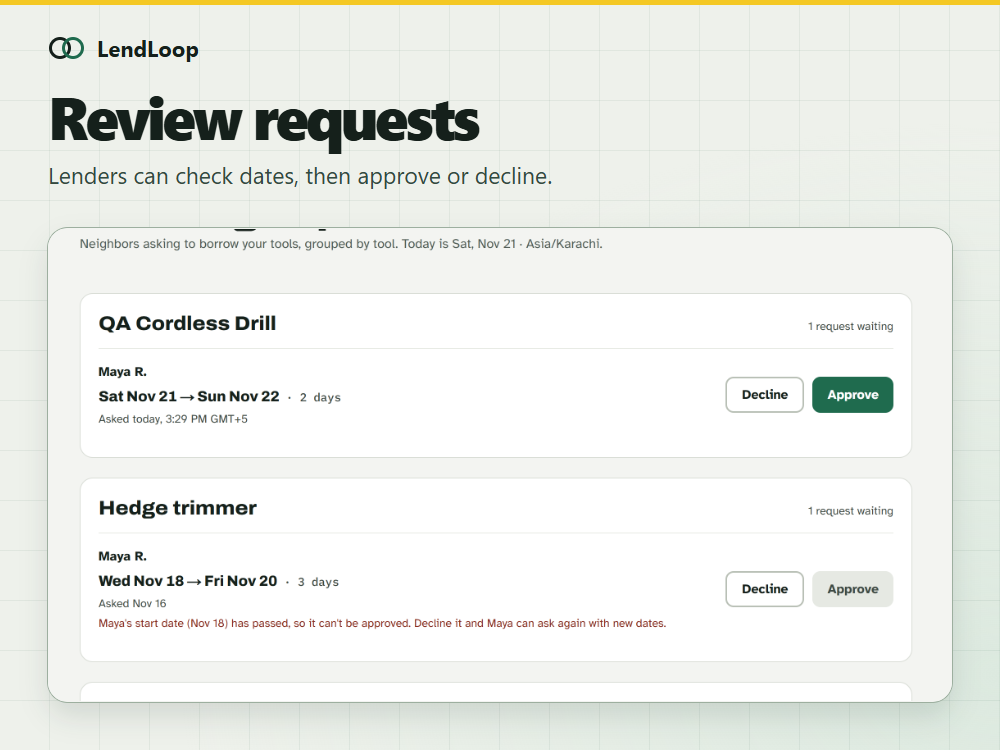 LendLoop
Review requests
Lenders can check dates, then approve or decline.
Neighbors asking to borrow your tools, grouped by tool. Today is Sat, Nov 21 · Asia/Karachi.
QA Cordless Drill
1 request waiting
Maya R.
Sat Nov 21 → Sun Nov 22 · 2 days
Asked today, 3:29 PM GMT+5
Decline
Approve
Hedge trimmer
1 request waiting
Maya R.
Wed Nov 18 → Fri Nov 20 · 3 days
Asked Nov 16
Maya's start date (Nov 18) has passed, so it can't be approved. Decline it and Maya can ask again with new dates.
Decline
Approve